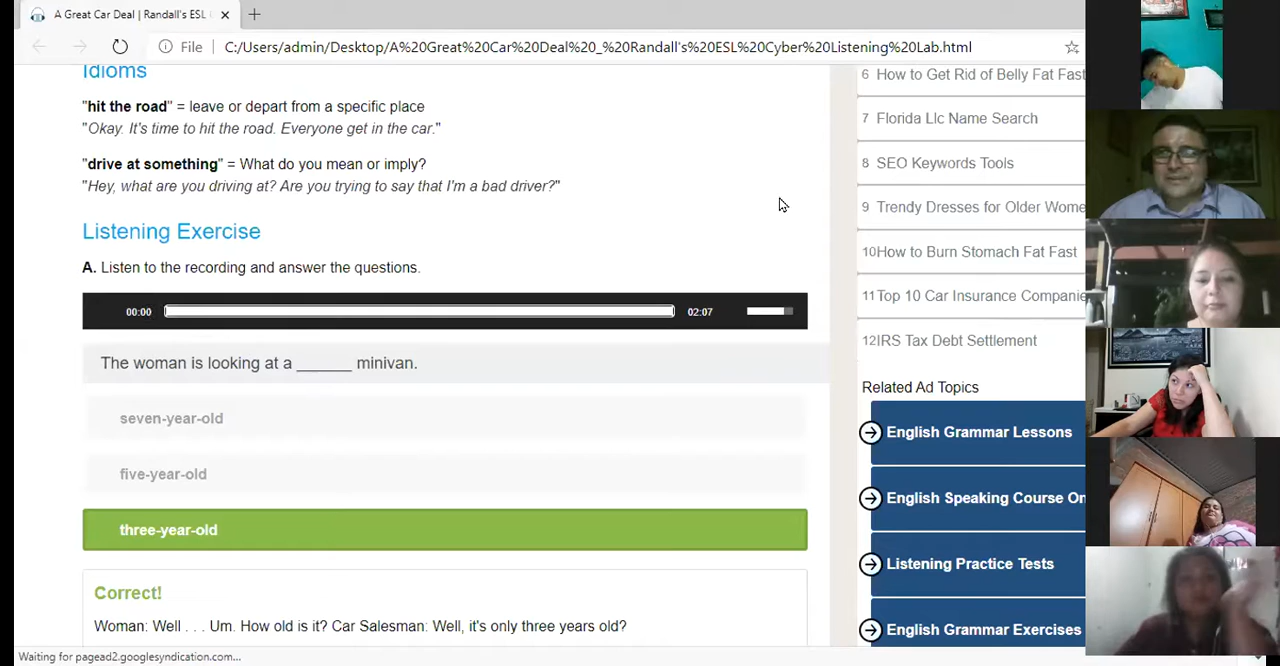 A Great Car Deal | Randall's ESL
File
C:/Users/admin/Desktop/A%20Great%20Car%20Deal%20_%20Randall's%20ESL%20Cyber%20Listening%20Lab.html
Idioms
"hit the road" = leave or depart from a specific place
"Okay. It's time to hit the road. Everyone get in the car."
"drive at something" = What do you mean or imply?
"Hey, what are you driving at? Are you trying to say that I'm a bad driver?"
Listening Exercise
A. Listen to the recording and answer the questions.
00:00
02:07
The woman is looking at a ______ minivan.
seven-year-old
five-year-old
three-year-old
Correct!
Woman: Well . . . Um. How old is it? Car Salesman: Well, it's only three years old?
Waiting for pagead2.googlesyndication.com...
6 How to Get Rid of Belly Fat Fast
7 Florida Llc Name Search
8 SEO Keywords Tools
9 Trendy Dresses for Older Wome
10 How to Burn Stomach Fat Fast
11 Top 10 Car Insurance Companie
12 IRS Tax Debt Settlement
Related Ad Topics
English Grammar Lessons
English Speaking Course On
Listening Practice Tests
English Grammar Exercises